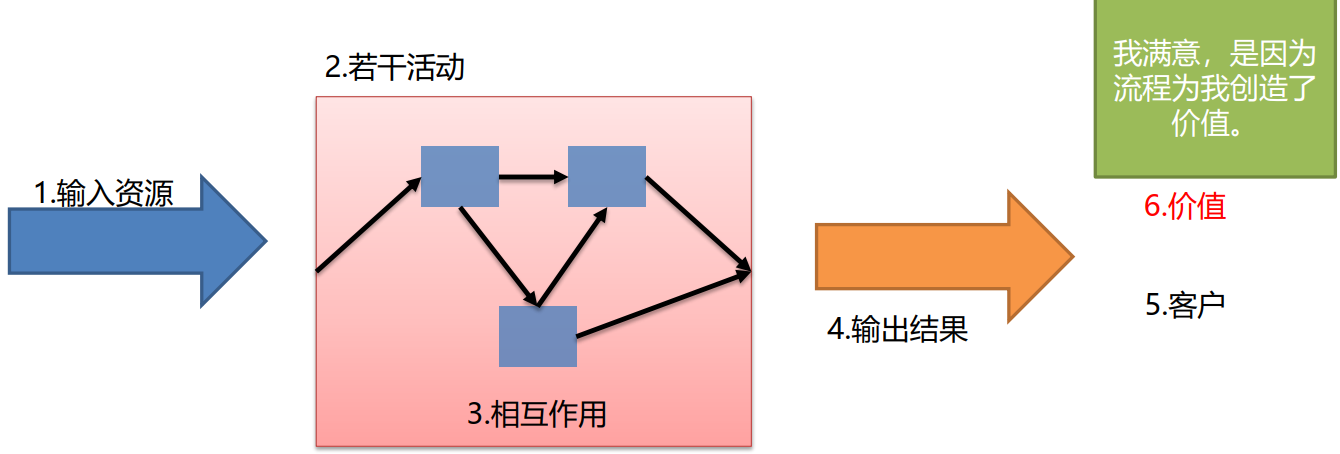 2.若干活动
1.输入资源
3.相互作用
4.输出结果
我满意，是因为
流程为我创造了
价值。
6.价值
5.客户